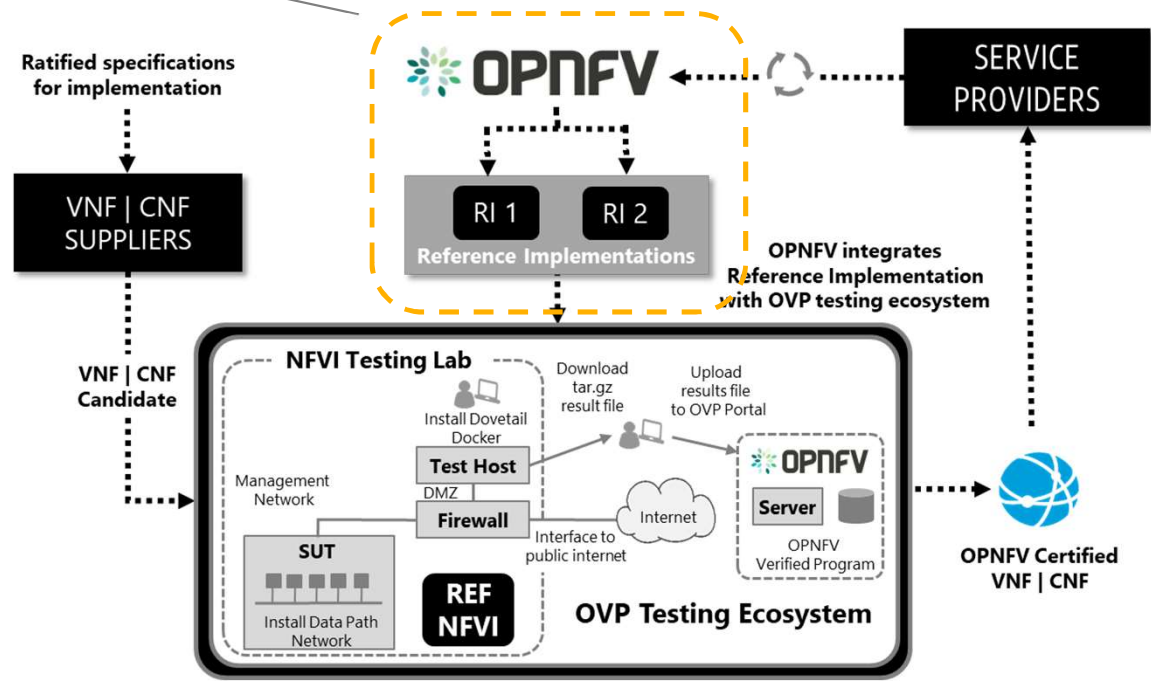 Ratified specifications
for implementation
OPNFV
SERVICE
PROVIDERS
VNF | CNF
SUPPLIERS
RI 1
RI 2
Reference Implementations
OPNFV integrates
Reference Implementation
with OVP testing ecosystem
VNF | CNF
Candidate
NFVI Testing Lab
Install Dovetail
Docker
Test Host
DMZ
Firewall
Management
Network
SUT
Install Data Path
Network
REF
NFVI
Download
tar.gz
result file
Upload
results file
to OVP Portal
Internet
Interface to
public internet
OPNFV
Server
OPNFV
Verified Program
OVP Testing Ecosystem
OPNFV Certified
VNF | CNF